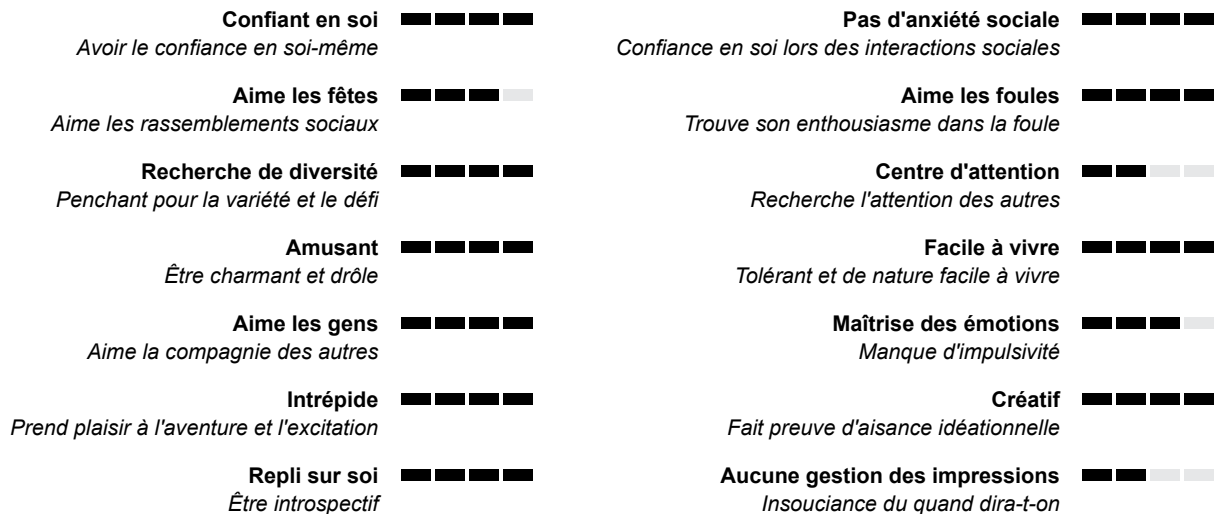 Confiant en soi
Avoir le confiance en soi-même
Aime les fêtes
Aime les rassemblements sociaux
Recherche de diversité
Penchant pour la variété et le défi
Amusant
Être charmant et drôle
Aime les gens
Aime la compagnie des autres
Intrépide
Prend plaisir à l'aventure et l'excitation
Repli sur soi
Être introspectif
Pas d'anxiété sociale
Confiance en soi lors des interactions sociales
Aime les foules
Trouve son enthousiasme dans la foule
Centre d'attention
Recherche l'attention des autres
Facile à vivre
Tolérant et de nature facile à vivre
Maîtrise des émotions
Manque d'impulsivité
Créatif
Fait preuve d'aisance idéationnelle
Aucune gestion des impressions
Insouciance du quand dira-t-on